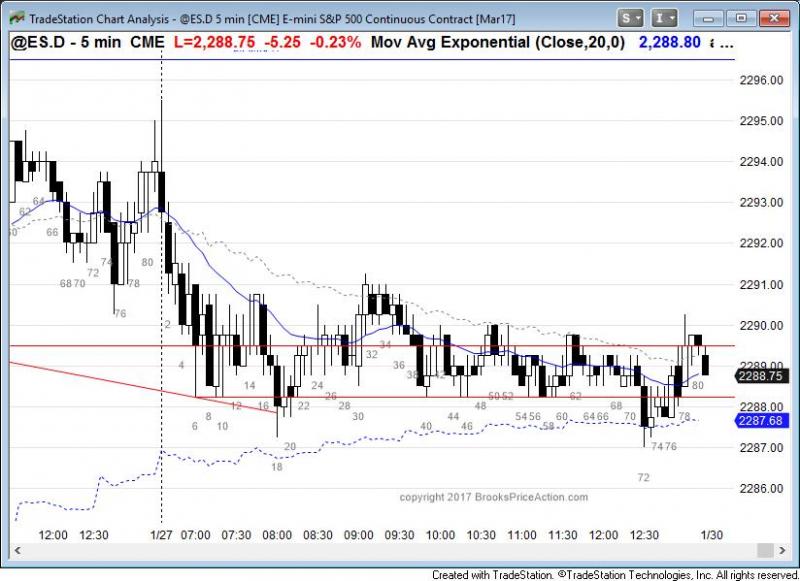 TradeStation Chart Analysis - @ES.D 5 min [CME] E-mini S&P 500 Continuous Contract [Mar17]
S I
@ES.D - 5 min CME L=2,288.75 -5.25 -0.23% Mov Avg Exponential (Close,20,0) 2,288.80 ...
2296.00
2295.00
2294.00
2293.00
2292.00
2291.00
2290.00
2289.00
2288.75
2288.00
2287.68
2287.00
2286.00
62 64 66 68 70 72 74 76 78 80
2 4 6 8 10 12 14 16 18 20 22 24 26 28 30 32 34 36 38 40 42 44 46 48 50 52 54 56 58 60 62 64 66 68 70 72 74 76 78 80
copyright 2017 BrooksPriceAction.com
12:00 12:30 1/27 07:00 07:30 08:00 08:30 09:00 09:30 10:00 10:30 11:00 11:30 12:00 12:30 1/30
Created with TradeStation. ©TradeStation Technologies, Inc. All rights reserved.